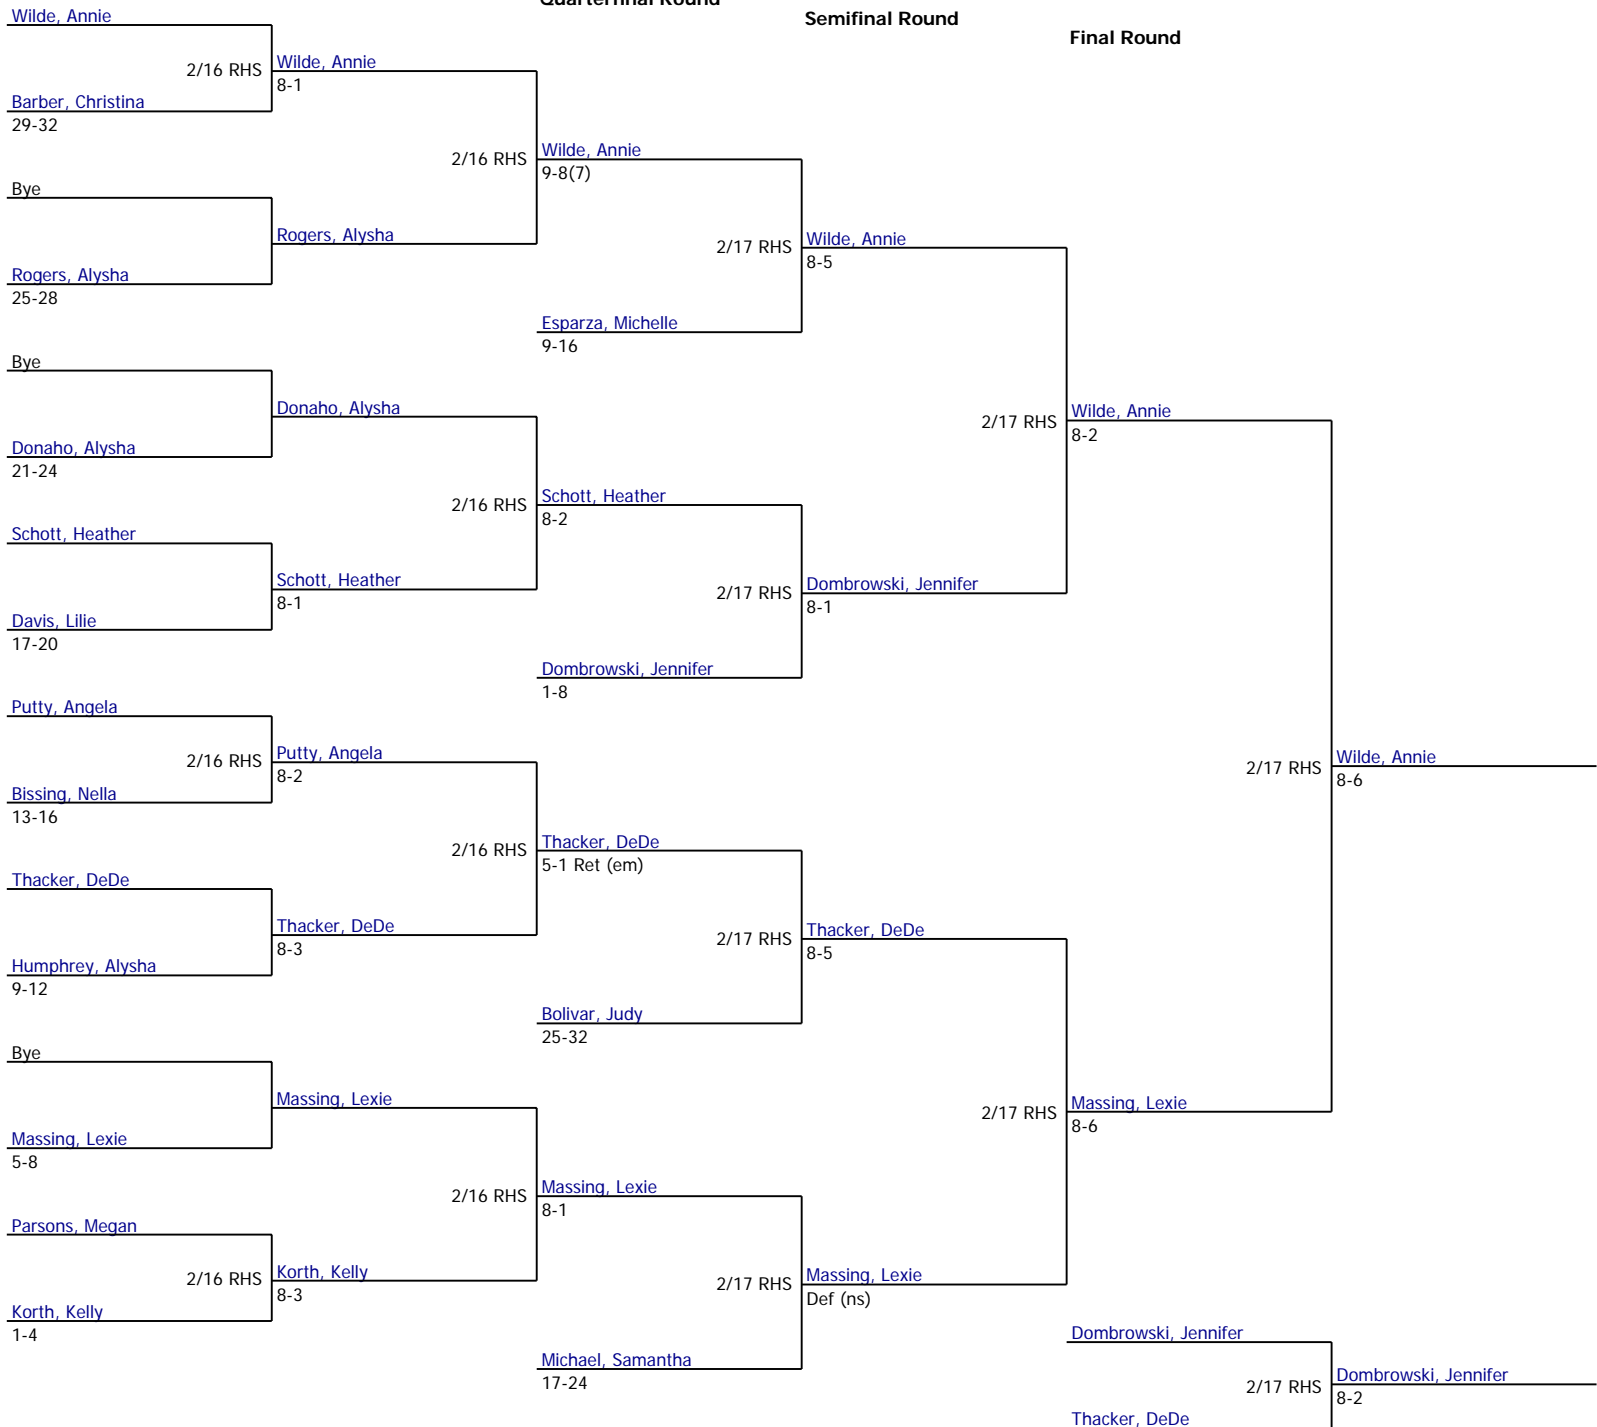 Quarterfinal Round
Semifinal Round
Final Round
Wilde, Annie
2/16 RHS
Wilde, Annie
8-1
Barber, Christina
29-32
2/16 RHS
Wilde, Annie
9-8(7)
Bye
Rogers, Alysha
Rogers, Alysha
25-28
2/17 RHS
Wilde, Annie
8-5
Esparza, Michelle
9-16
Bye
Donaho, Alysha
Donaho, Alysha
21-24
2/17 RHS
Wilde, Annie
8-2
2/16 RHS
Schott, Heather
8-2
Schott, Heather
Schott, Heather
8-1
Davis, Lilie
17-20
2/17 RHS
Dombrowski, Jennifer
8-1
Dombrowski, Jennifer
1-8
Putty, Angela
2/16 RHS
Putty, Angela
8-2
Bissing, Nella
13-16
2/17 RHS
Wilde, Annie
8-6
2/16 RHS
Thacker, DeDe
5-1 Ret (em)
Thacker, DeDe
Thacker, DeDe
8-3
Humphrey, Alysha
9-12
2/17 RHS
Thacker, DeDe
8-5
Bolivar, Judy
25-32
Bye
Massing, Lexie
Massing, Lexie
5-8
2/17 RHS
Massing, Lexie
8-6
2/16 RHS
Massing, Lexie
8-1
Parsons, Megan
2/16 RHS
Korth, Kelly
8-3
Korth, Kelly
1-4
2/17 RHS
Massing, Lexie
Def (ns)
Michael, Samantha
17-24
Dombrowski, Jennifer
2/17 RHS
Dombrowski, Jennifer
8-2
Thacker, DeDe